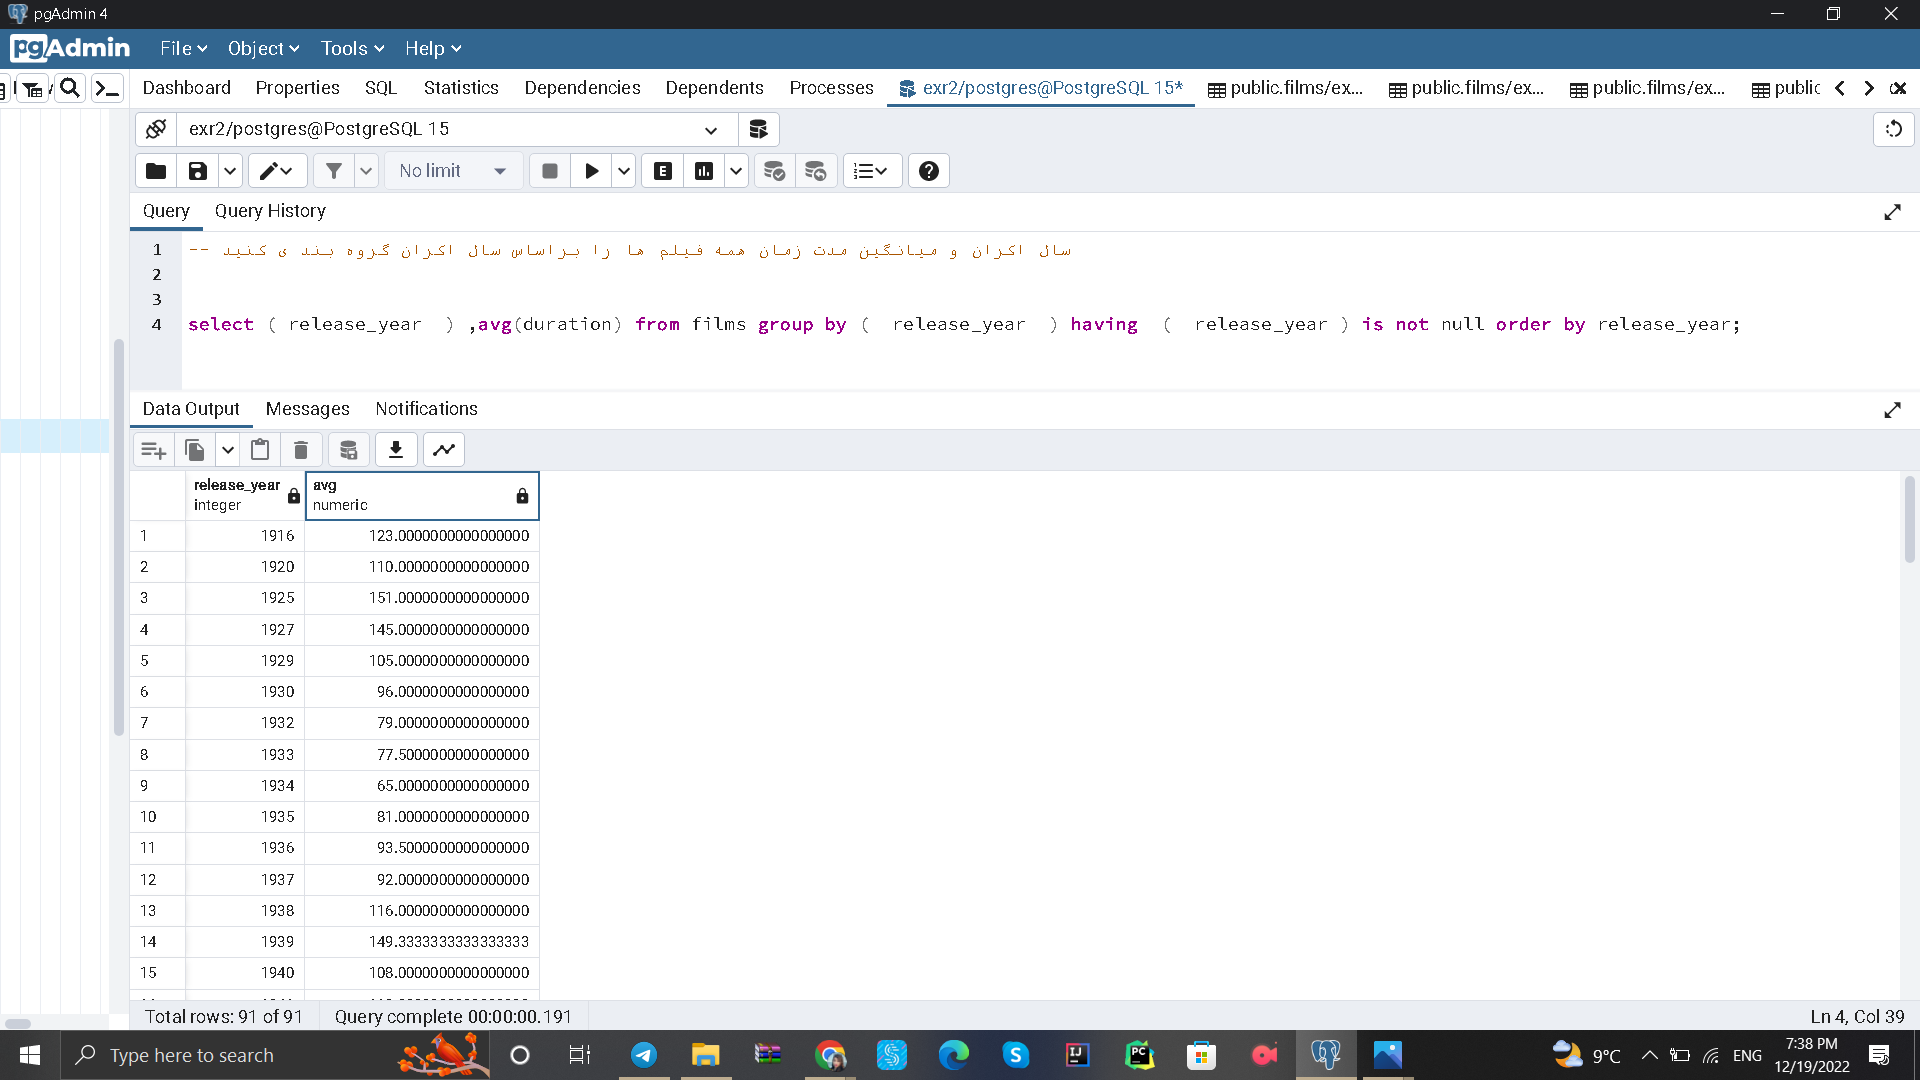 pgAdmin 4
pgAdmin File Object Tools Help
Dashboard Properties SQL Statistics Dependencies Dependents Processes exr2/postgres@PostgreSQL 15* public.films/ex... public.films/ex... public.films/ex... public
exr2/postgres@PostgreSQL 15
No limit
E
Query Query History
1 -- سال اکران و میانگین مدت زمان همه فیلم ها را براساس سال اکران گروه بند ی کنید
2
3
4 select ( release_year ) ,avg(duration) from films group by ( release_year ) having ( release_year ) is not null order by release_year;
Data Output Messages Notifications
release_year avg
integer numeric
1 1916 123.0000000000000000
2 1920 110.0000000000000000
3 1925 151.0000000000000000
4 1927 145.0000000000000000
5 1929 105.0000000000000000
6 1930 96.0000000000000000
7 1932 79.0000000000000000
8 1933 77.5000000000000000
9 1934 65.0000000000000000
10 1935 81.0000000000000000
11 1936 93.5000000000000000
12 1937 92.0000000000000000
13 1938 116.0000000000000000
14 1939 149.3333333333333333
15 1940 108.0000000000000000
Total rows: 91 of 91 Query complete 00:00:00.191 Ln 4, Col 39
Type here to search 9°C ENG 7:38 PM
12/19/2022